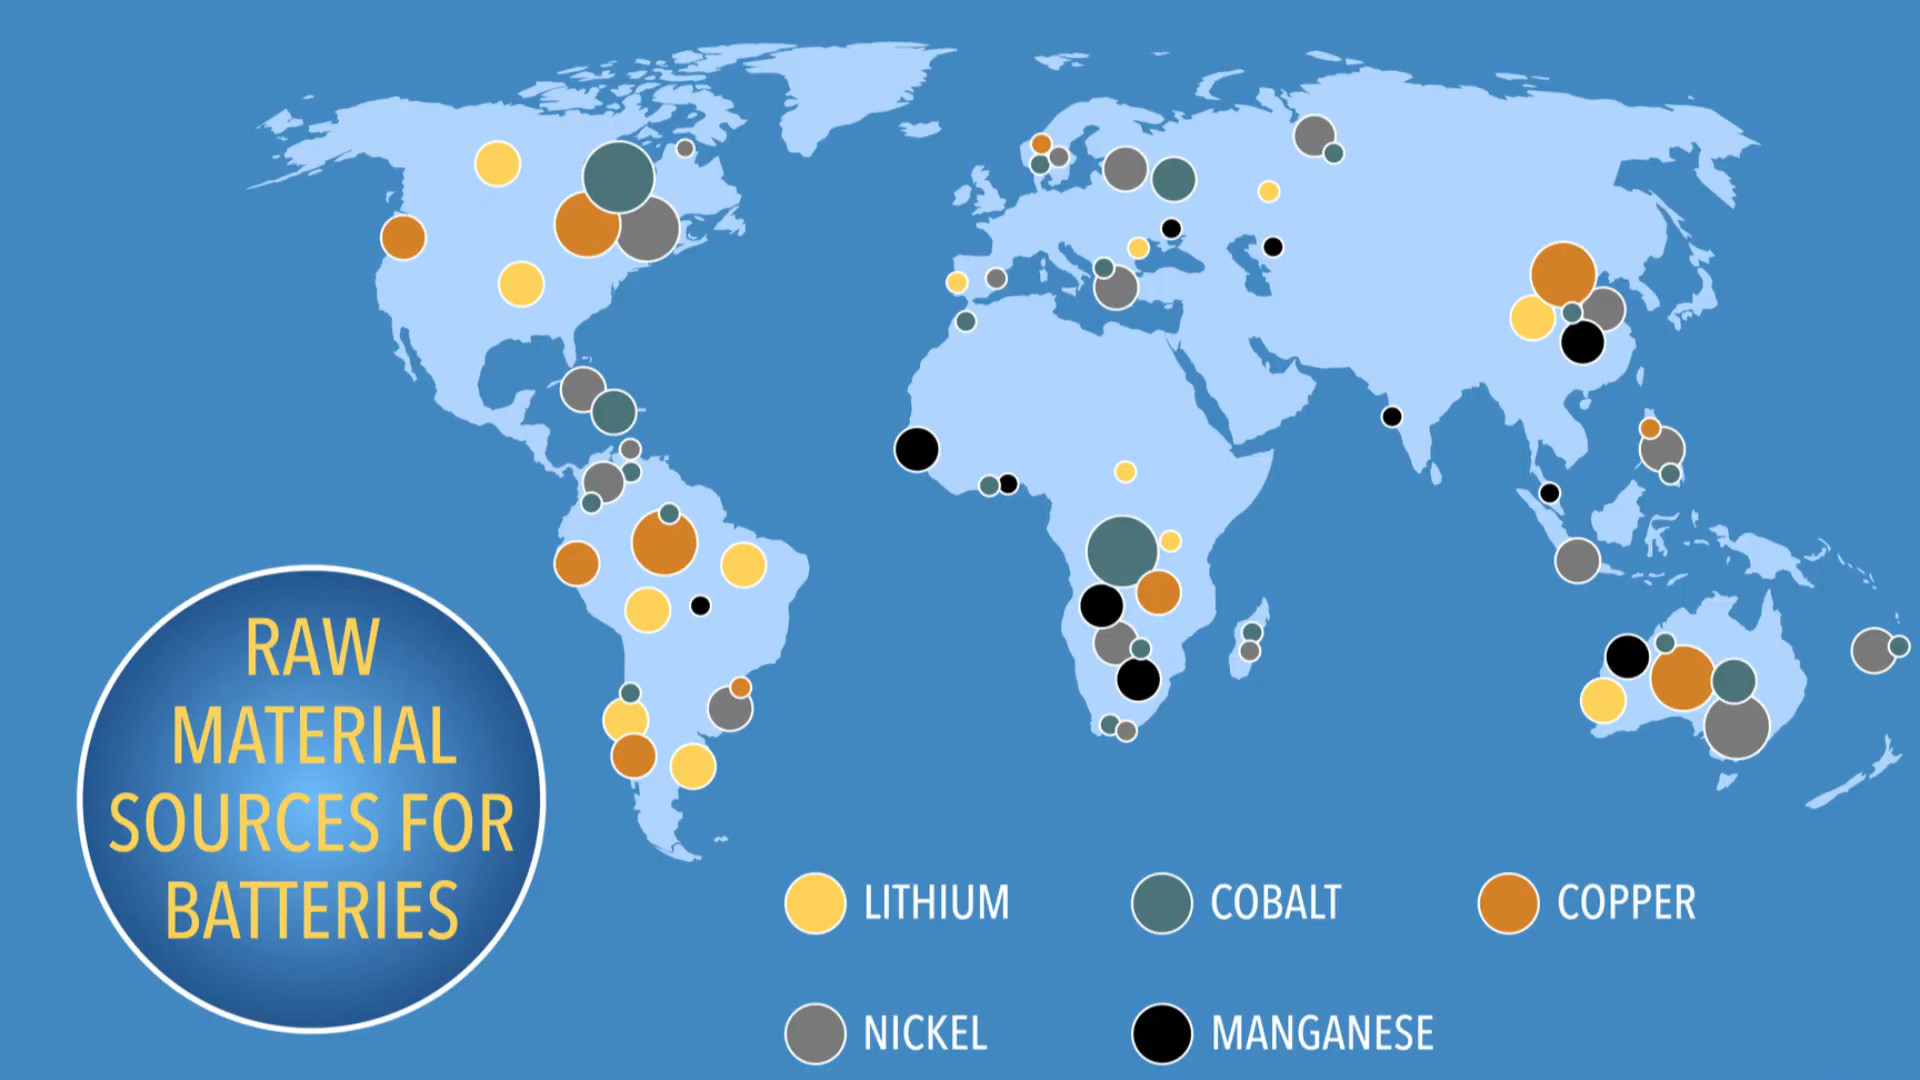 RAW
MATERIAL
SOURCES FOR
BATTERIES
LITHIUM
COBALT
COPPER
NICKEL
MANGANESE